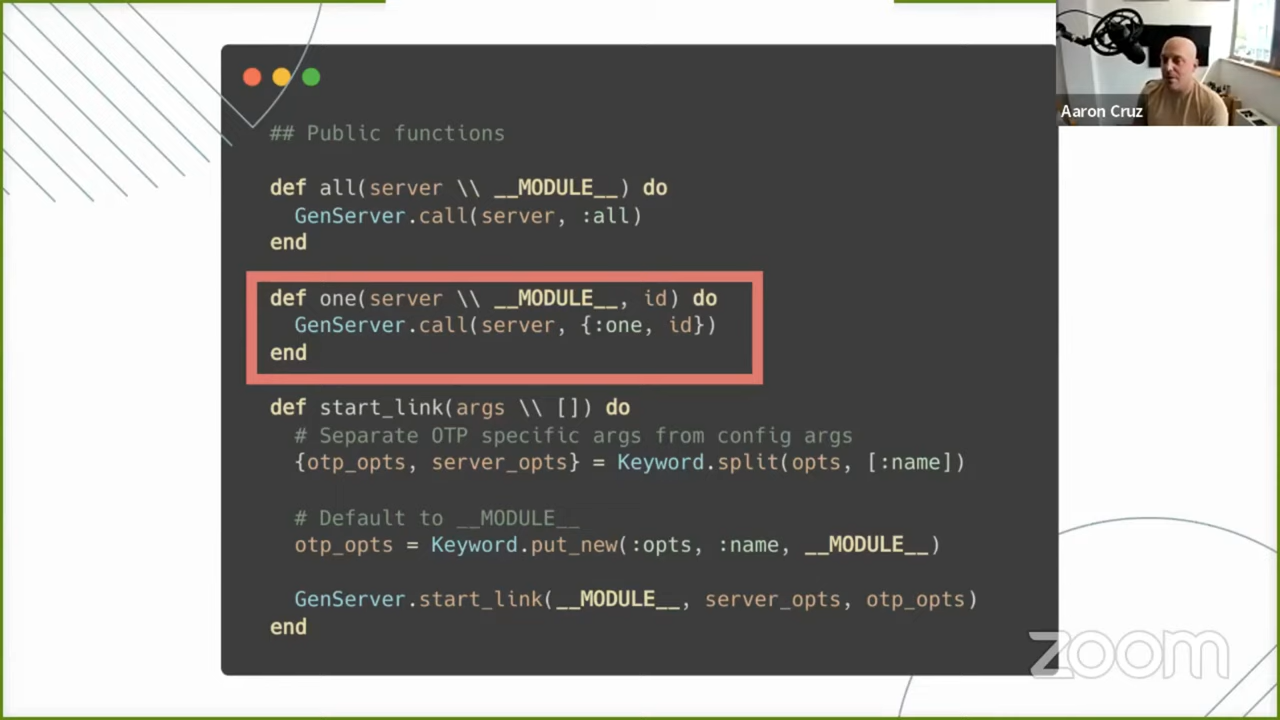 ## Public functions
def all(server \\ __MODULE__) do
  GenServer.call(server, :all)
end
def one(server \\ __MODULE__, id) do
  GenServer.call(server, {:one, id})
end
def start_link(args \\ []) do
  # Separate OTP specific args from config args
  {otp_opts, server_opts} = Keyword.split(opts, [:name])
  # Default to __MODULE__
  otp_opts = Keyword.put_new(:opts, :name, __MODULE__)
  GenServer.start_link(__MODULE__, server_opts, otp_opts)
end
Aaron Cruz
zoom